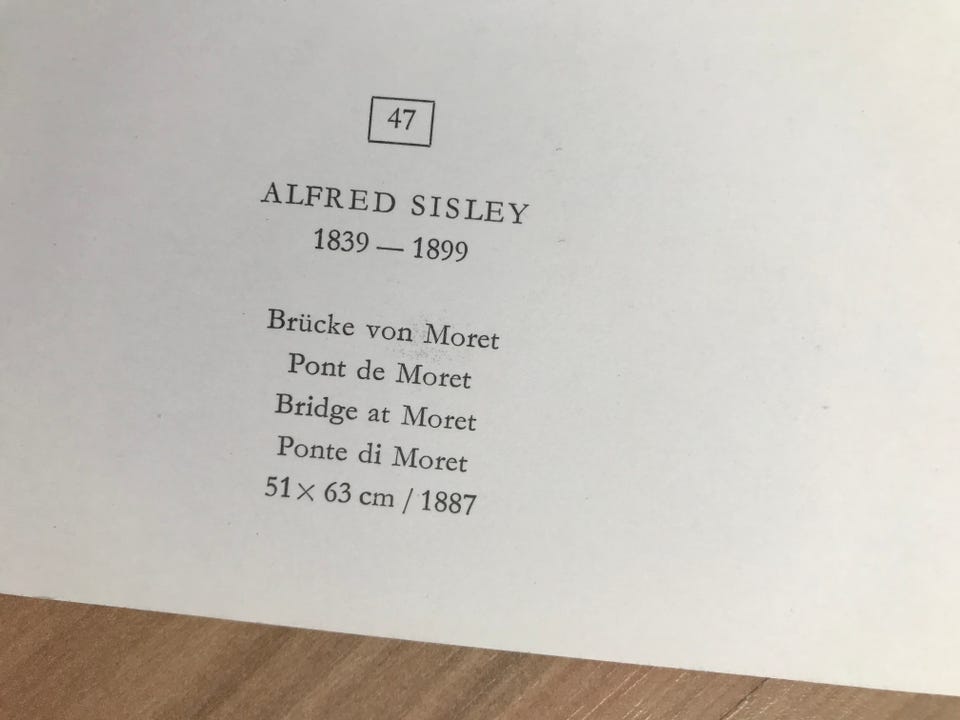 47
ALFRED SISLEY
1839 — 1899
Brücke von Moret
Pont de Moret
Bridge at Moret
Ponte di Moret
51 × 63 cm / 1887